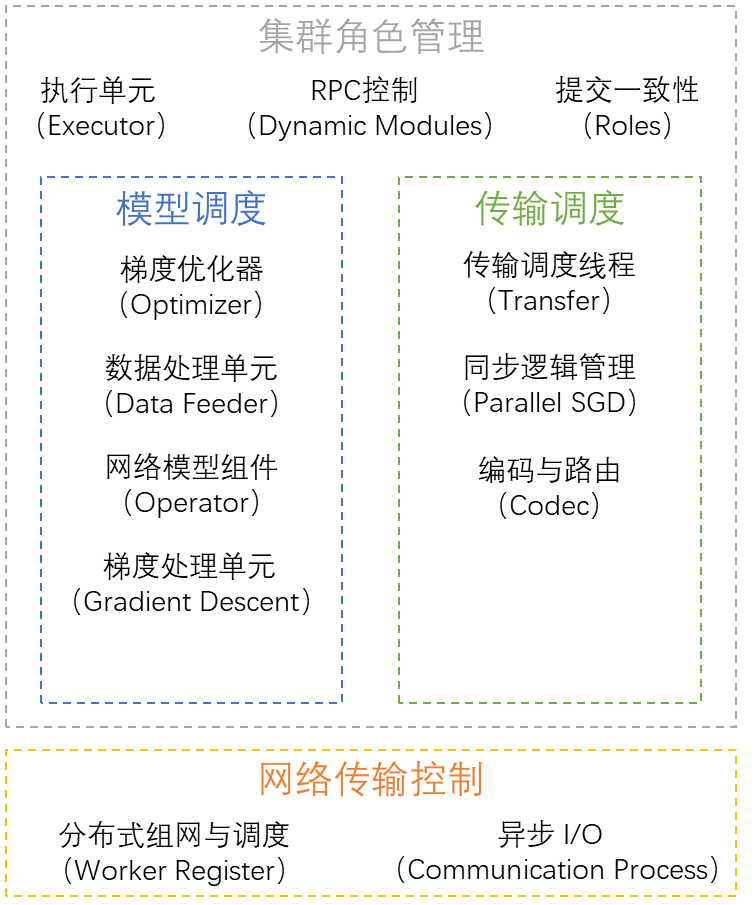 集群角色管理
执行单元
（Executor）
RPC控制
（Dynamic Modules）
提交一致性
（Roles）
模型调度
梯度优化器
（Optimizer）
数据处理单元
（Data Feeder）
网络模型组件
（Operator）
梯度处理单元
（Gradient Descent）
传输调度
传输调度线程
（Transfer）
同步逻辑管理
（Parallel SGD）
编码与路由
（Codec）
网络传输控制
分布式组网与调度
（Worker Register）
异步 I/O
（Communication Process）